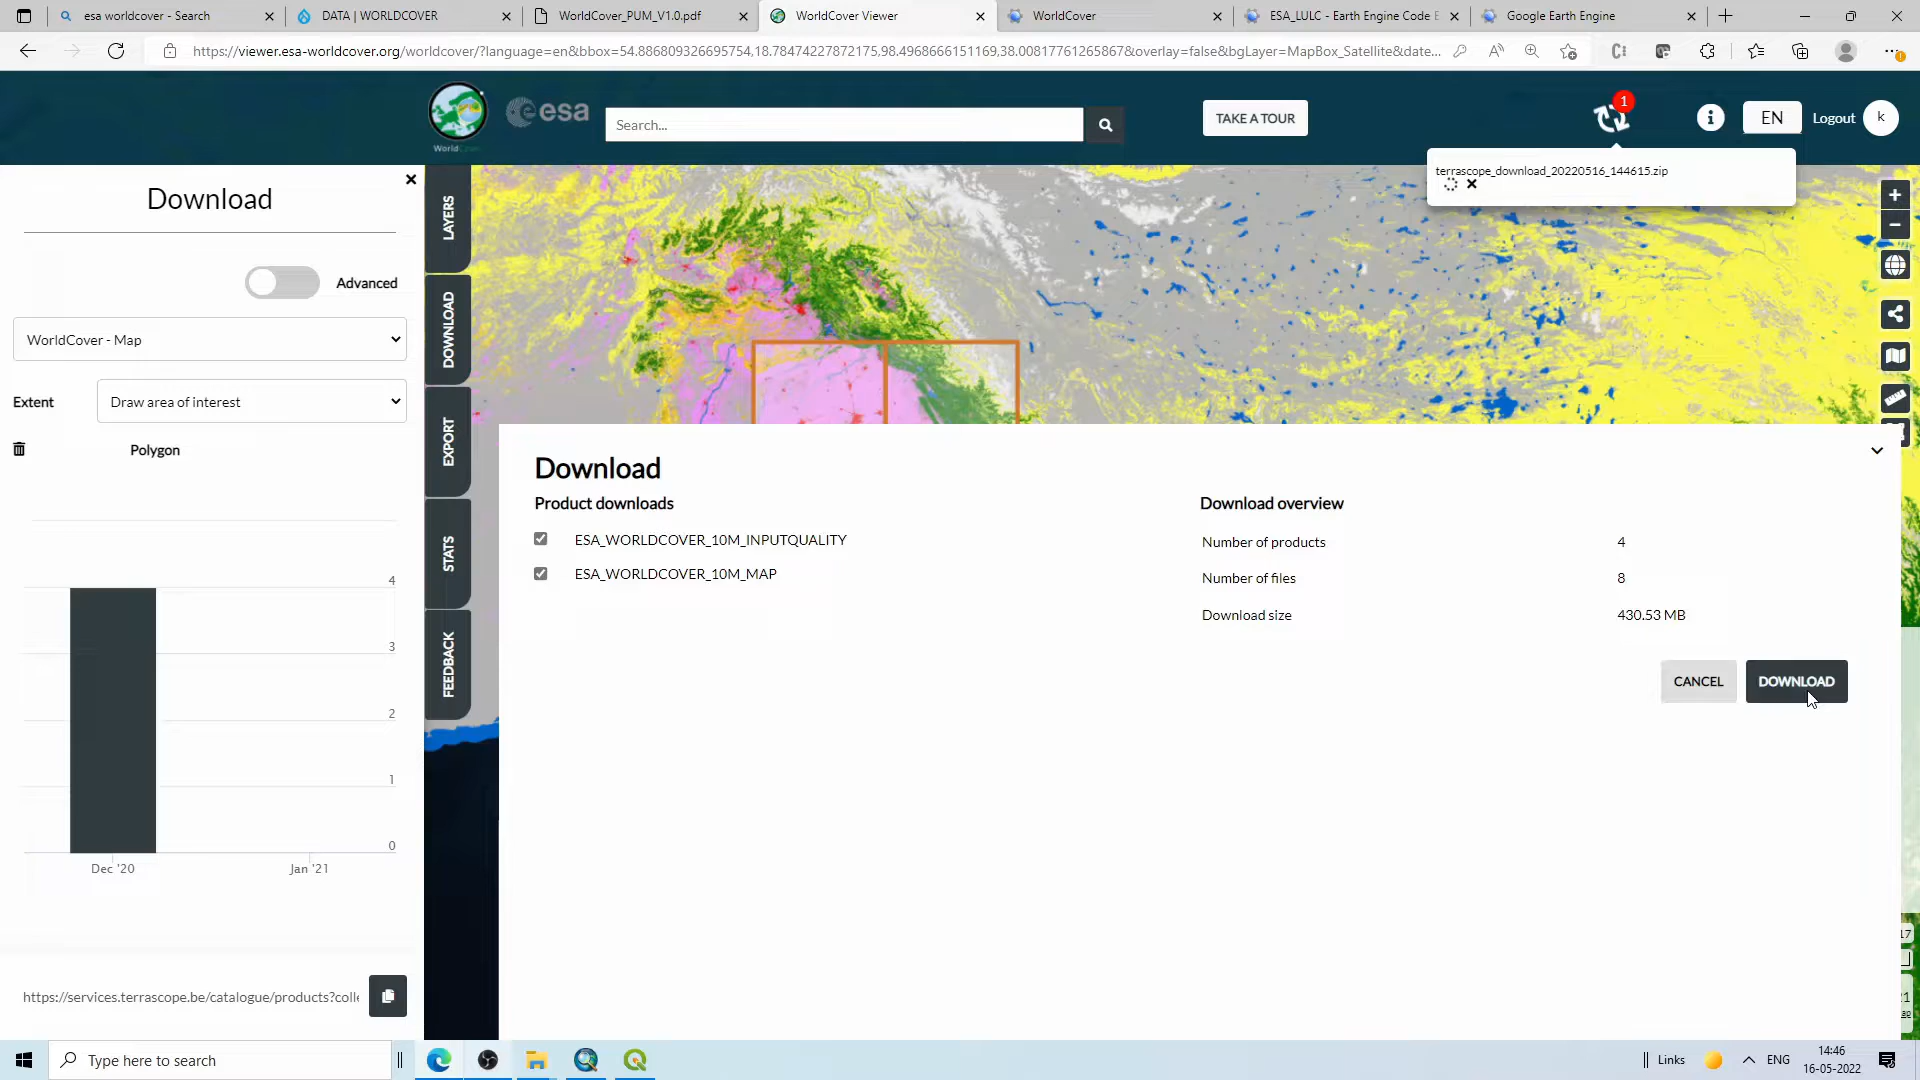 esa worldcover - Search
DATA | WORLDCOVER
WorldCover_PUM_V1.0.pdf
WorldCover Viewer
WorldCover
ESA_LULC - Earth Engine Code E
Google Earth Engine
https://viewer.esa-worldcover.org/worldcover/?language=en&bbox=54.886809326695754,18.78474227872175,98.4968666151169,38.00817761265867&overlay=false&bgLayer=MapBox_Satellite&date...
World
esa
Search...
TAKE A TOUR
1
EN
Logout
k
terrascope_download_20220516_144615.zip
Download
Advanced
WorldCover - Map
Extent
Draw area of interest
Polygon
4
3
2
1
0
Dec '20
Jan '21
https://services.terrascope.be/catalogue/products?colle
LAYERS
DOWNLOAD
EXPORT
STATS
FEEDBACK
Download
Product downloads
ESA_WORLDCOVER_10M_INPUTQUALITY
ESA_WORLDCOVER_10M_MAP
Download overview
Number of products 4
Number of files 8
Download size 430.53 MB
CANCEL
DOWNLOAD
17
21
Type here to search
Links
ENG
14:46
16-05-2022